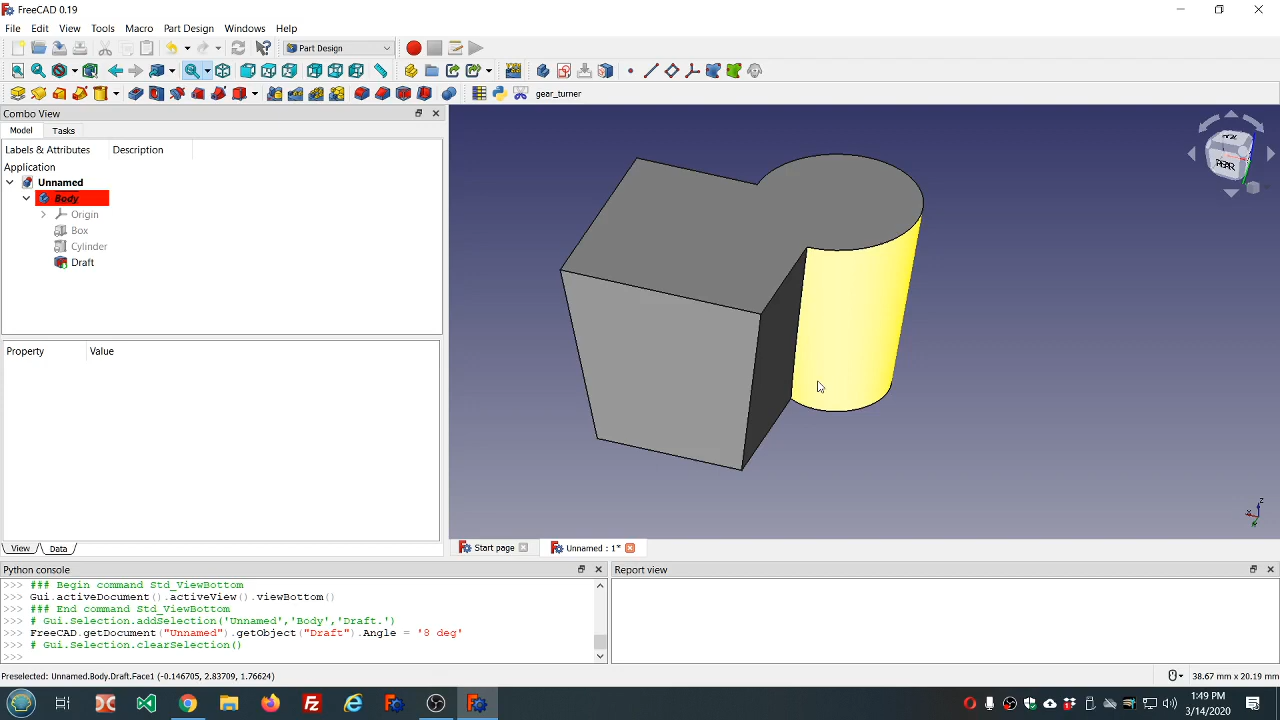 FreeCAD 0.19
File Edit View Tools Macro Part Design Windows Help
Part Design
gear_turner
Combo View
Model Tasks
Labels & Attributes Description
Application
Unnamed
Body
Origin
Box
Cylinder
Draft
Property Value
View Data
REAR
Start page Unnamed : 1*
Python console
>>> ### Begin command Std_ViewBottom
>>> Gui.activeDocument().activeView().viewBottom()
>>> ### End command Std_ViewBottom
>>> # Gui.Selection.addSelection('Unnamed','Body','Draft.')
>>> FreeCAD.getDocument("Unnamed").getObject("Draft").Angle = '8 deg'
>>> # Gui.Selection.clearSelection()
>>>
Report view
Preselected: Unnamed.Body.Draft.Face1 (-0.146705, 2.83709, 1.76624)
38.67 mm x 20.19 mm
1:49 PM
3/14/2020